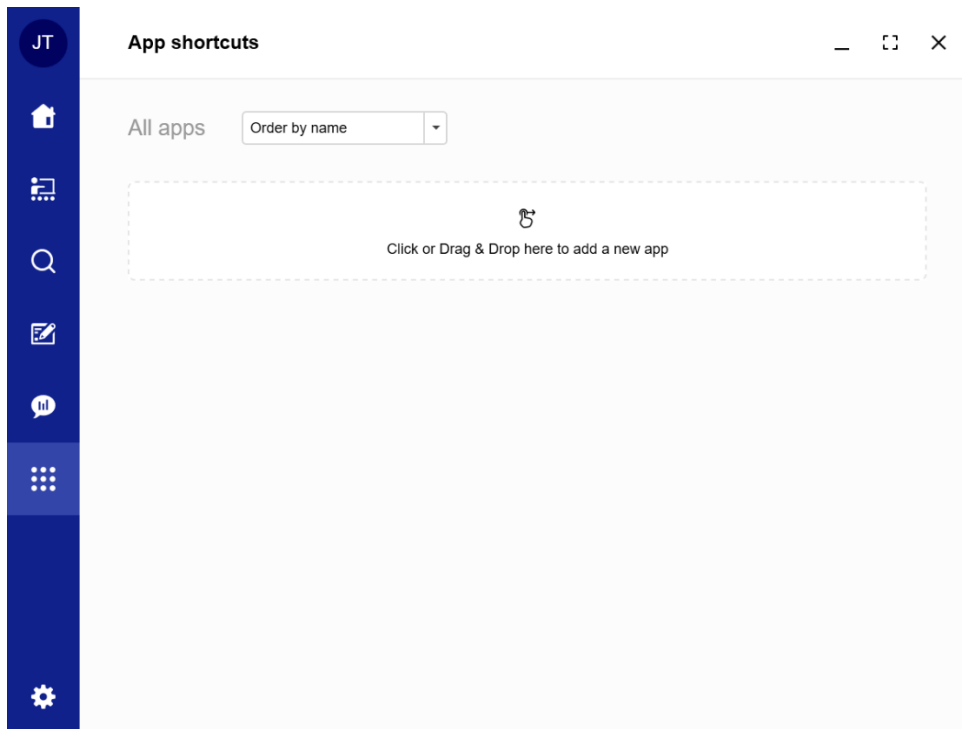 JT
App shortcuts
All apps
Order by name
Click or Drag & Drop here to add a new app